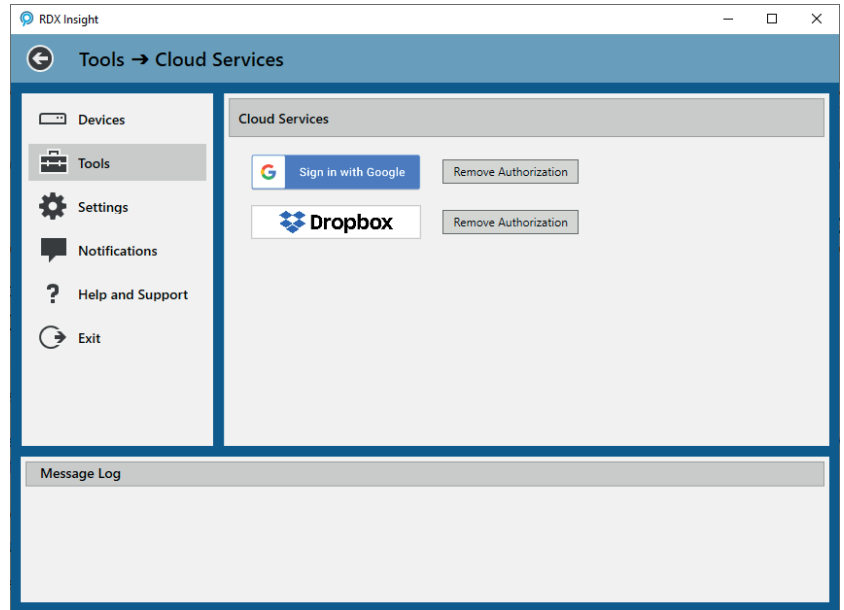 RDX Insight
Tools ➔ Cloud Services
Devices
Tools
Settings
Notifications
? Help and Support
Exit
Cloud Services
G Sign in with Google Remove Authorization
Dropbox Remove Authorization
Message Log